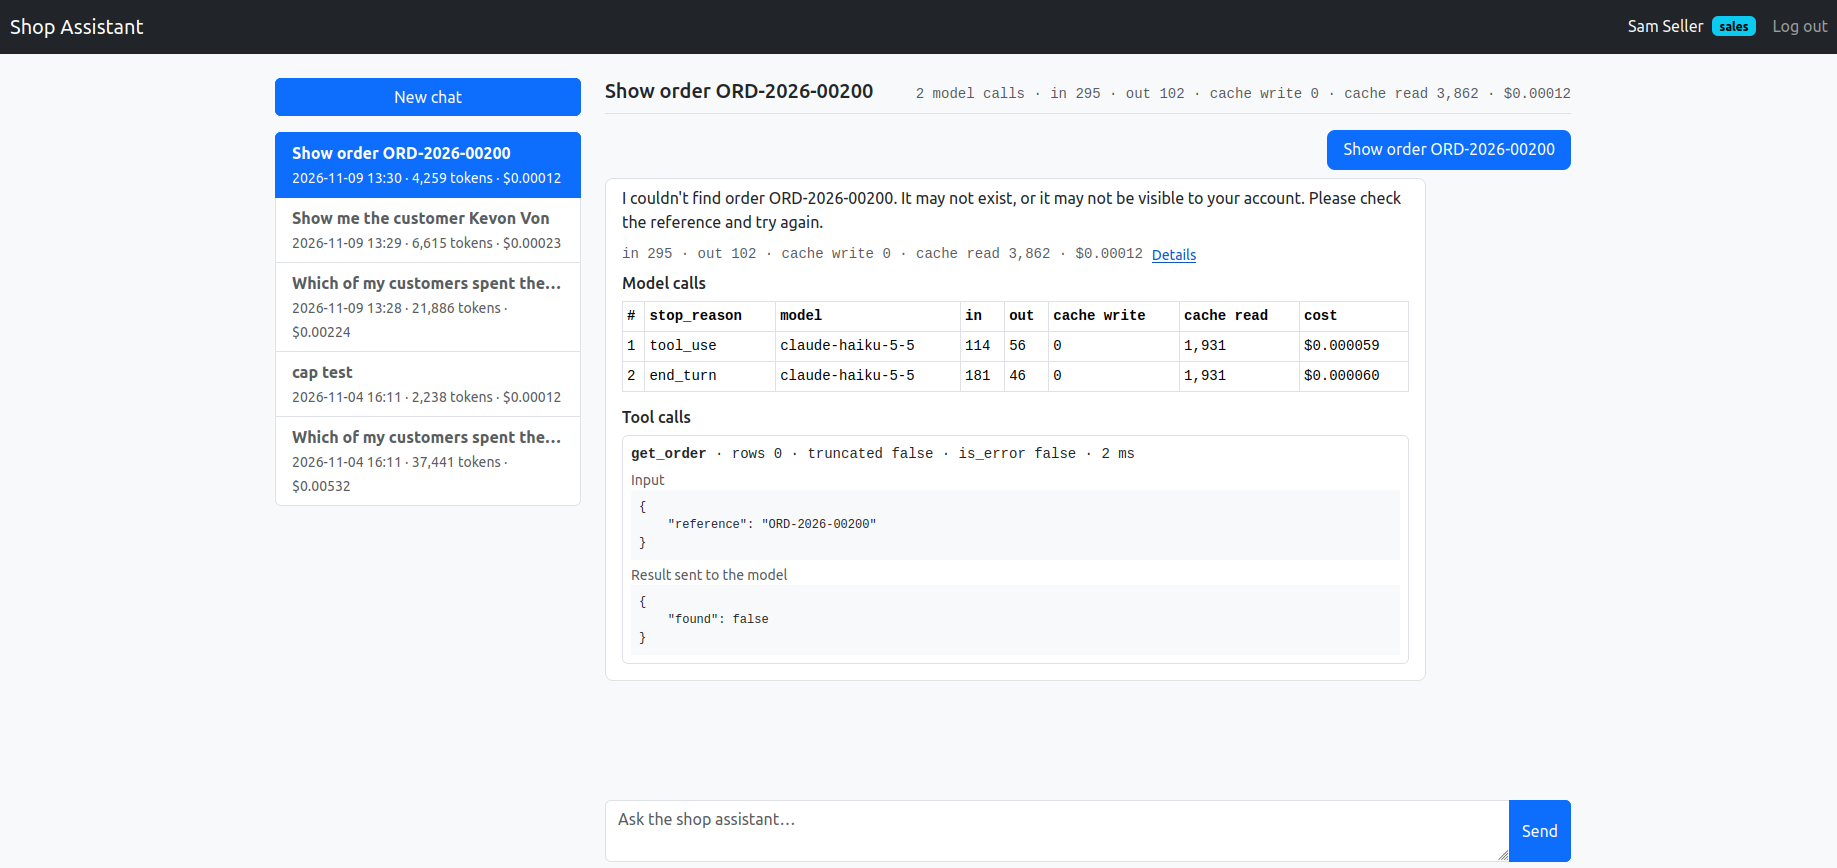 Shop Assistant
Sam Seller sales Log out
New chat
Show order ORD-2026-00200
2026-11-09 13:30 · 4,259 tokens · $0.00012
Show me the customer Kevon Von
2026-11-09 13:29 · 6,615 tokens · $0.00023
Which of my customers spent the…
2026-11-09 13:28 · 21,886 tokens ·
$0.00224
cap test
2026-11-04 16:11 · 2,238 tokens · $0.00012
Which of my customers spent the…
2026-11-04 16:11 · 37,441 tokens ·
$0.00532
Show order ORD-2026-00200
2 model calls · in 295 · out 102 · cache write 0 · cache read 3,862 · $0.00012
Show order ORD-2026-00200
I couldn't find order ORD-2026-00200. It may not exist, or it may not be visible to your account. Please check
the reference and try again.
in 295 · out 102 · cache write 0 · cache read 3,862 · $0.00012 Details
Model calls
# stop_reason model in out cache write cache read cost
1 tool_use claude-haiku-5-5 114 56 0 1,931 $0.000059
2 end_turn claude-haiku-5-5 181 46 0 1,931 $0.000060
Tool calls
get_order · rows 0 · truncated false · is_error false · 2 ms
Input
{
"reference": "ORD-2026-00200"
}
Result sent to the model
{
"found": false
}
Ask the shop assistant…
Send